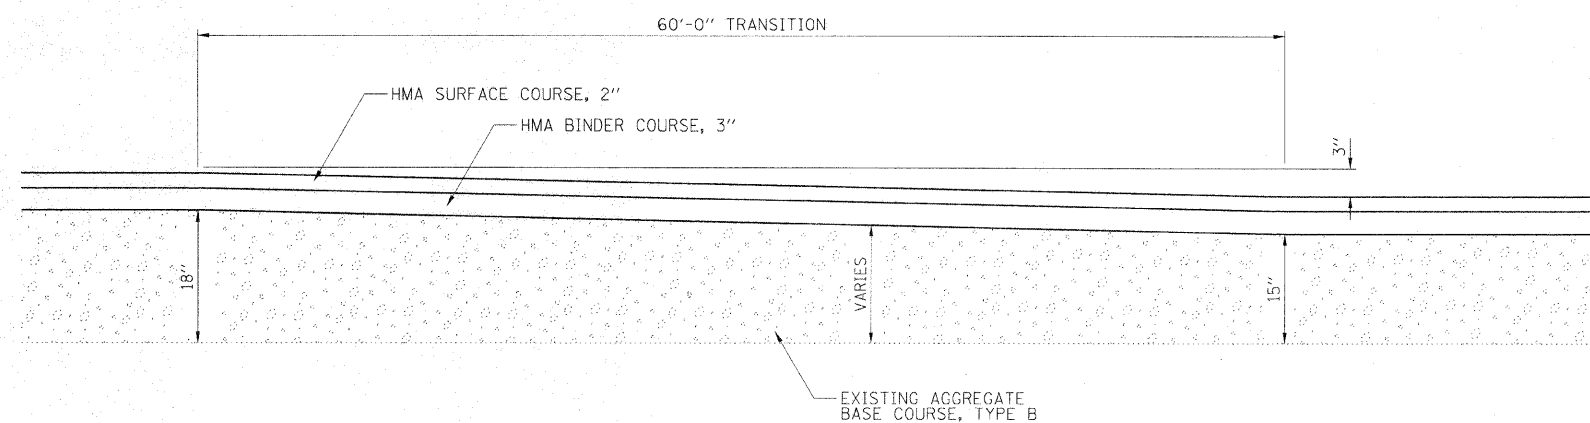 60'-0" TRANSITION
HMA SURFACE COURSE, 2"
HMA BINDER COURSE, 3"
3"
18"
VARIES
15"
EXISTING AGGREGATE
BASE COURSE, TYPE B